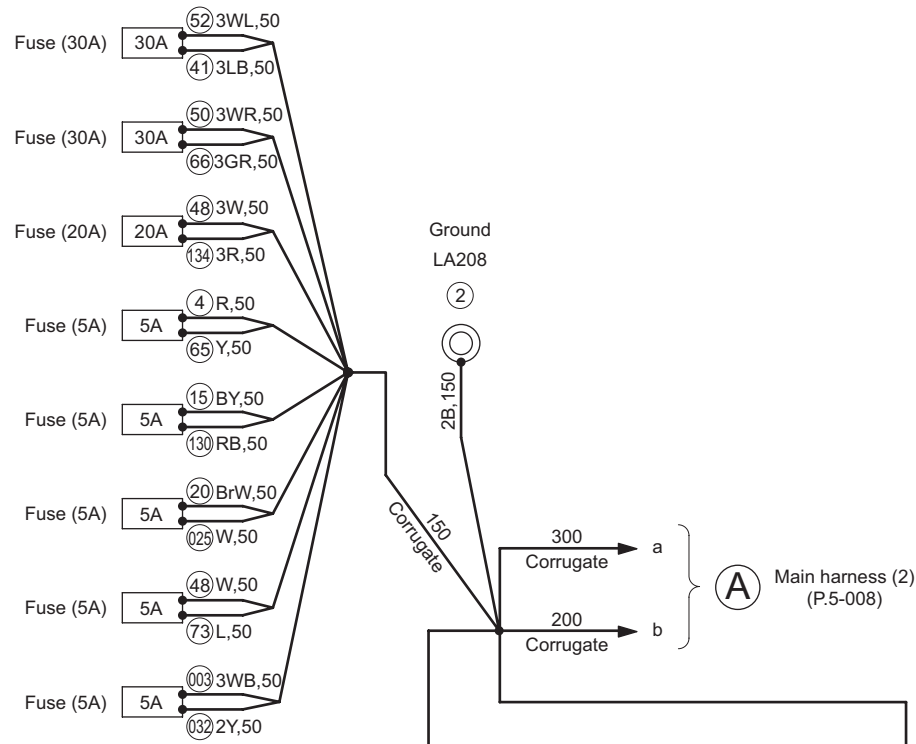 52 3WL,50
Fuse (30A) 30A
41 3LB,50
50 3WR,50
Fuse (30A) 30A
66 3GR,50
48 3W,50
Fuse (20A) 20A
134 3R,50
4 R,50
Fuse (5A) 5A
65 Y,50
15 BY,50
Fuse (5A) 5A
130 RB,50
20 BrW,50
Fuse (5A) 5A
025 W,50
48 W,50
Fuse (5A) 5A
73 L,50
003 3WB,50
Fuse (5A) 5A
032 2Y,50
Ground
LA208
2
2B,150
150
Corrugate
300
Corrugate
a
200
Corrugate
b
A
Main harness (2)
(P.5-008)